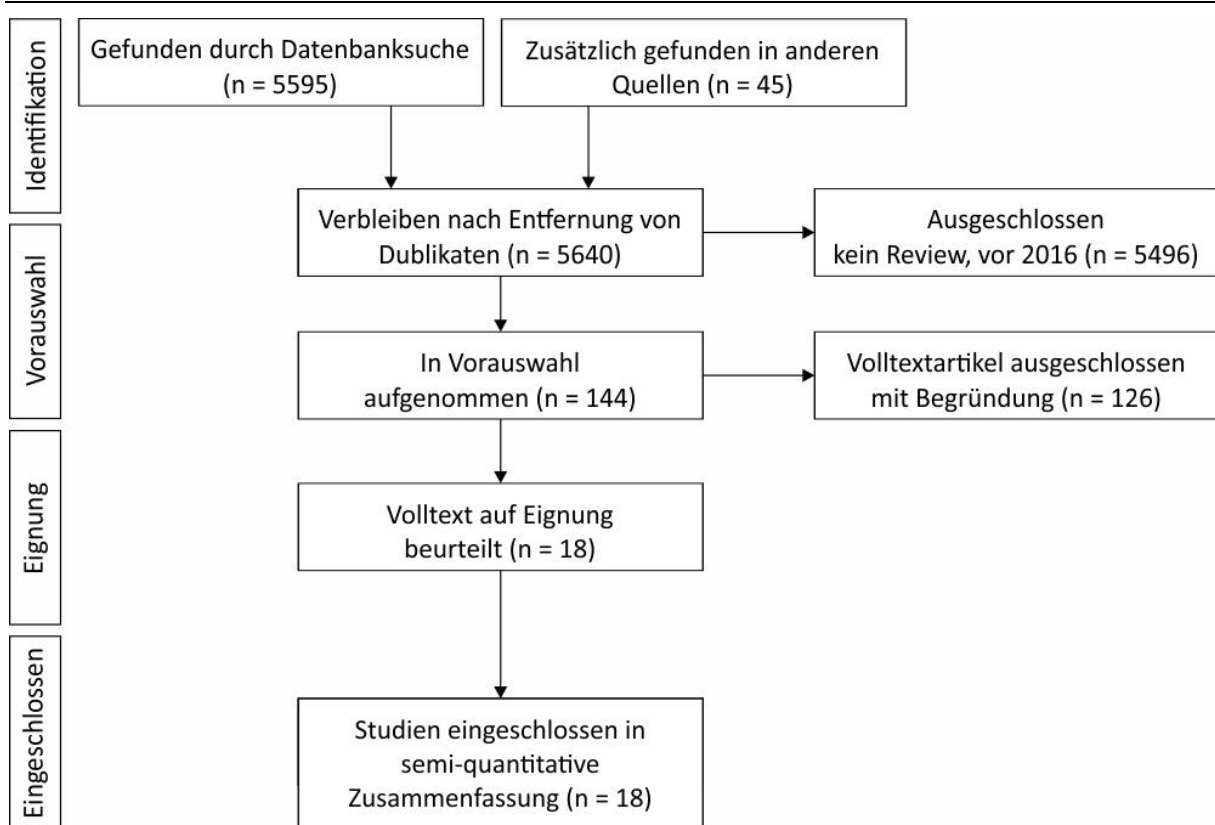 Identifikation
Gefunden durch Datenbanksuche
(n = 5595)
Zusätzlich gefunden in anderen
Quellen (n = 45)
Verbleiben nach Entfernung von
Dublikaten (n = 5640)
Ausgeschlossen
kein Review, vor 2016 (n = 5496)
Vorauswahl
In Vorauswahl
aufgenommen (n = 144)
Volltextartikel ausgeschlossen
mit Begründung (n = 126)
Eignung
Volltext auf Eignung
beurteilt (n = 18)
Eingeschlossen
Studien eingeschlossen in
semi-quantitative
Zusammenfassung (n = 18)